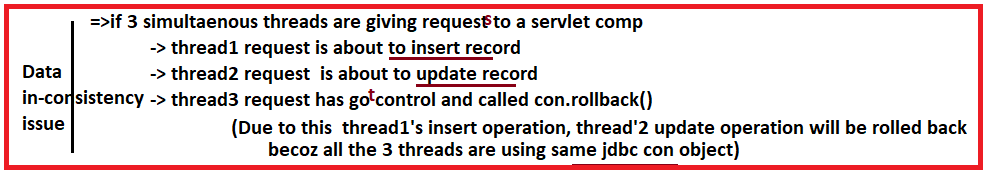 =>if 3 simultaenous threads are giving requests to a servlet comp
-> thread1 request is about to insert record
-> thread2 request is about to update record
Data
in-consistency
issue
-> thread3 request has got control and called con.rollback()
(Due to this thread1's insert operation, thread'2 update operation will be rolled back
becoz all the 3 threads are using same jdbc con object)